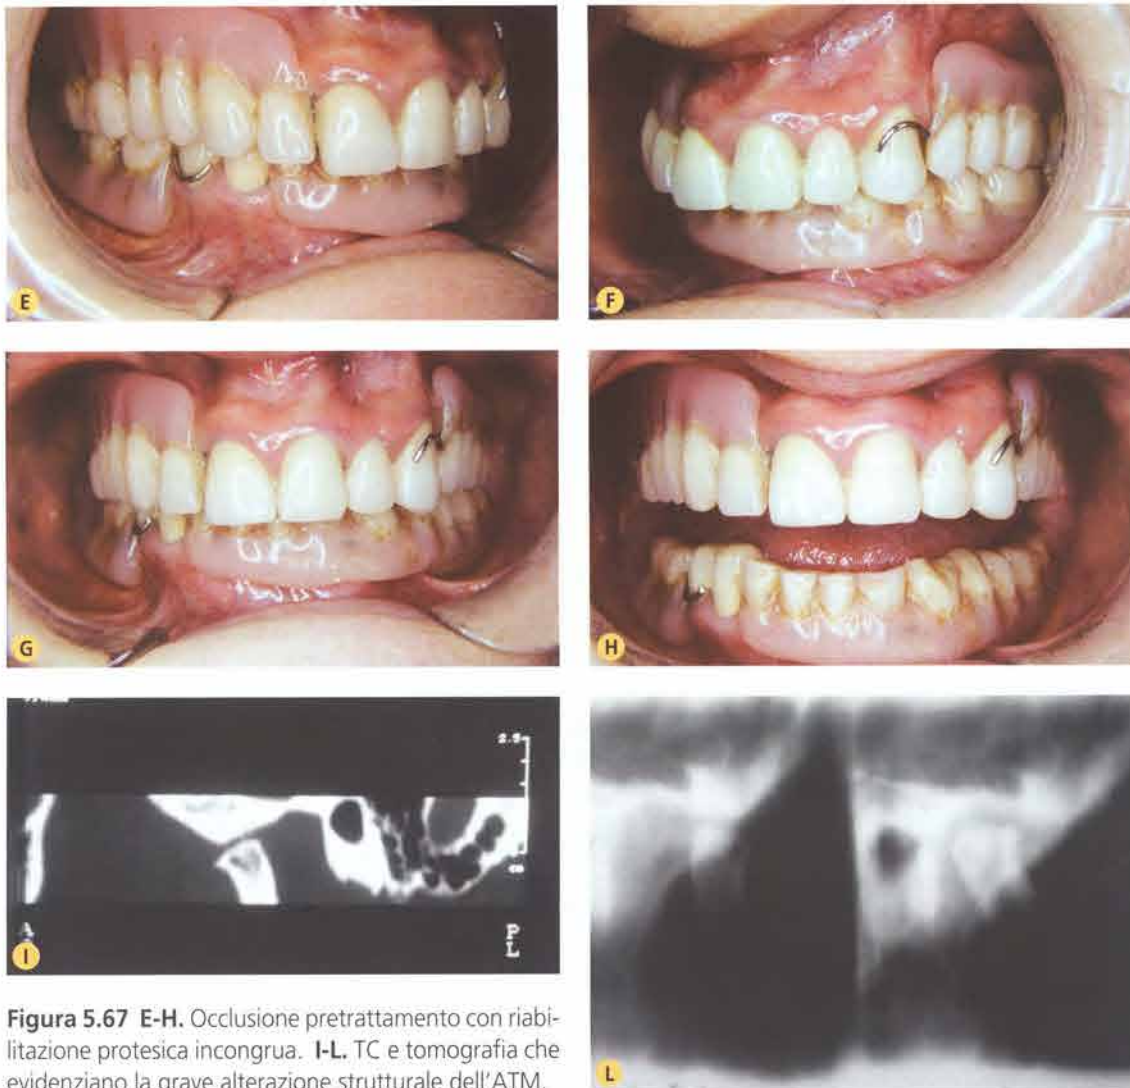 E
F
G
H
2.5
A
P
L
I
Figura 5.67 E-H. Occlusione pretrattamento con riabi-
litazione protesica incongrua. I-L. TC e tomografia che
evidenziano la grave alterazione strutturale dell'ATM.
L